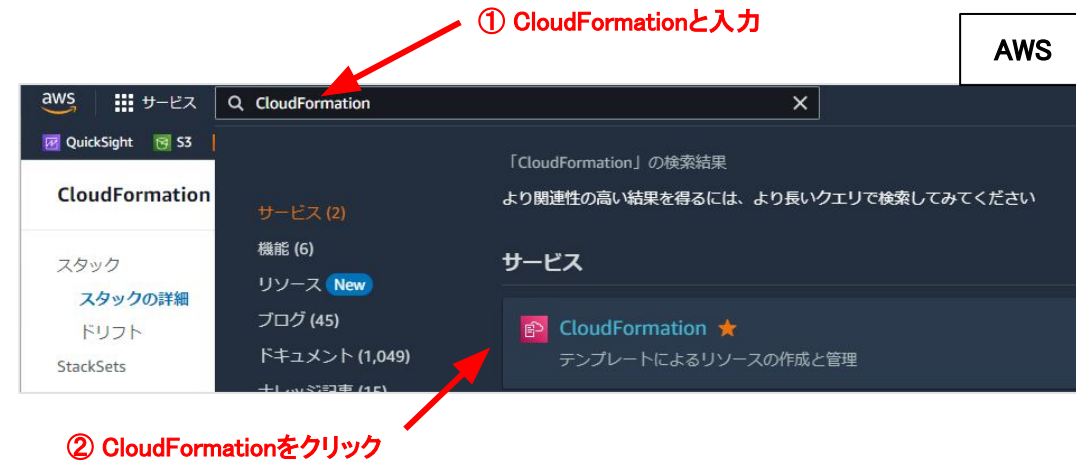 ① CloudFormationと入力
AWS
aws サービス CloudFormation
QuickSight S3
「CloudFormation」の検索結果
CloudFormation
より関連性の高い結果を得るには、より長いクエリで検索してみてください
サービス (2)
機能 (6)
サービス
スタック
リソース New
スタックの詳細
ブログ (45)
CloudFormation
ドリフト
ドキュメント (1,049)
テンプレートによるリソースの作成と管理
StackSets
ナレッジ記事 (15)
② CloudFormationをクリック